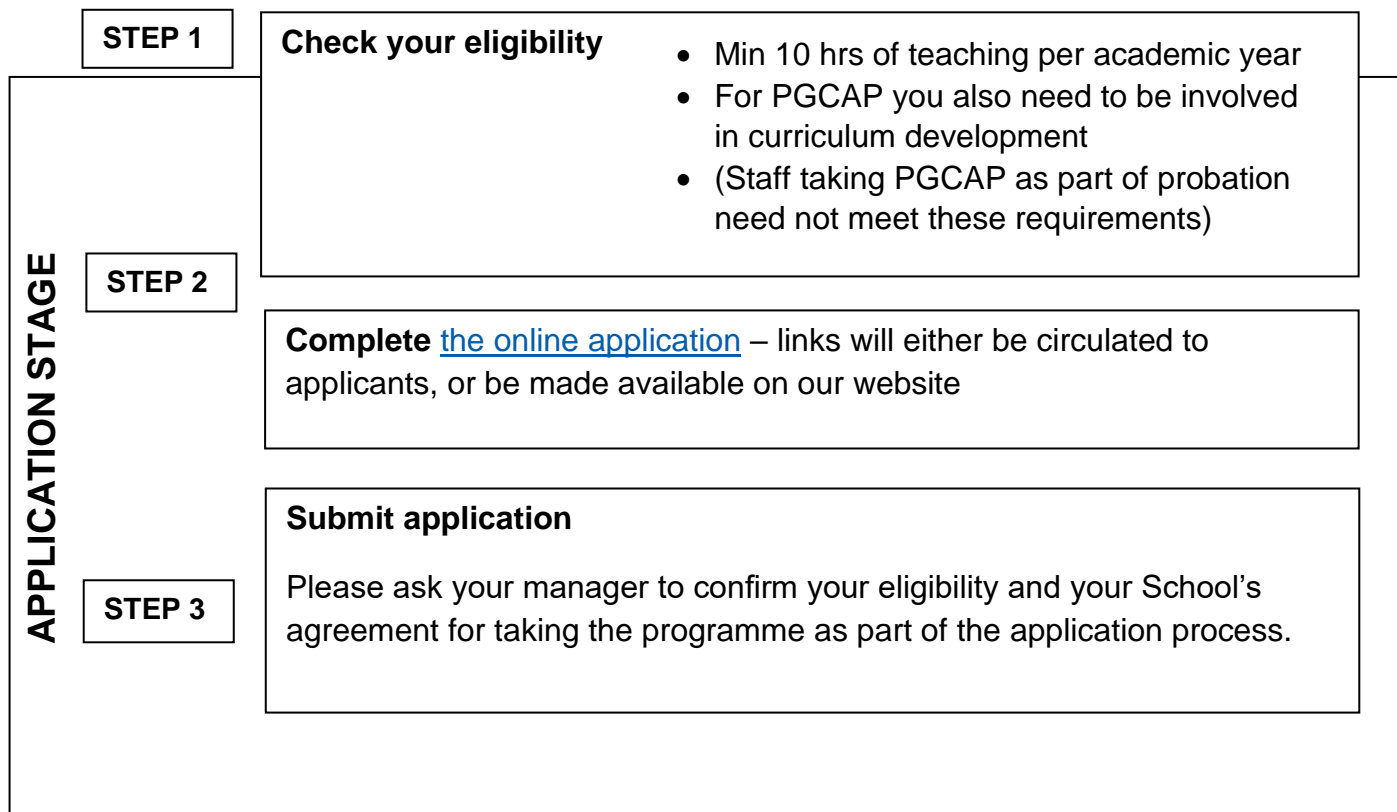 STEP 1
Check your eligibility
• Min 10 hrs of teaching per academic year
• For PGCAP you also need to be involved
in curriculum development
• (Staff taking PGCAP as part of probation
need not meet these requirements)
APPLICATION STAGE
STEP 2
Complete the online application – links will either be circulated to
applicants, or be made available on our website
STEP 3
Submit application
Please ask your manager to confirm your eligibility and your School’s
agreement for taking the programme as part of the application process.